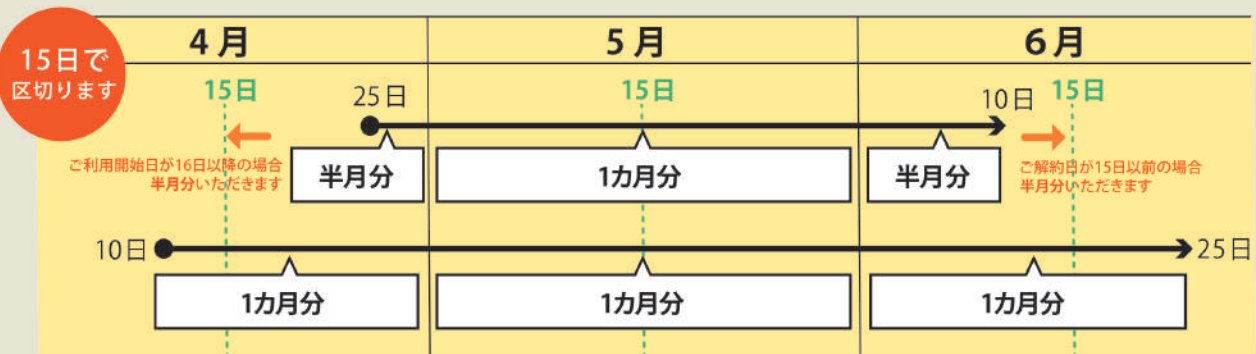 15日で
区切ります
4月
5月
6月
15日
25日
15日
10日
15日
ご利用開始日が16日以降の場合
半月分いただきます
半月分
1カ月分
半月分
ご解約日が15日以前の場合
半月分いただきます
10日
25日
1カ月分
1カ月分
1カ月分